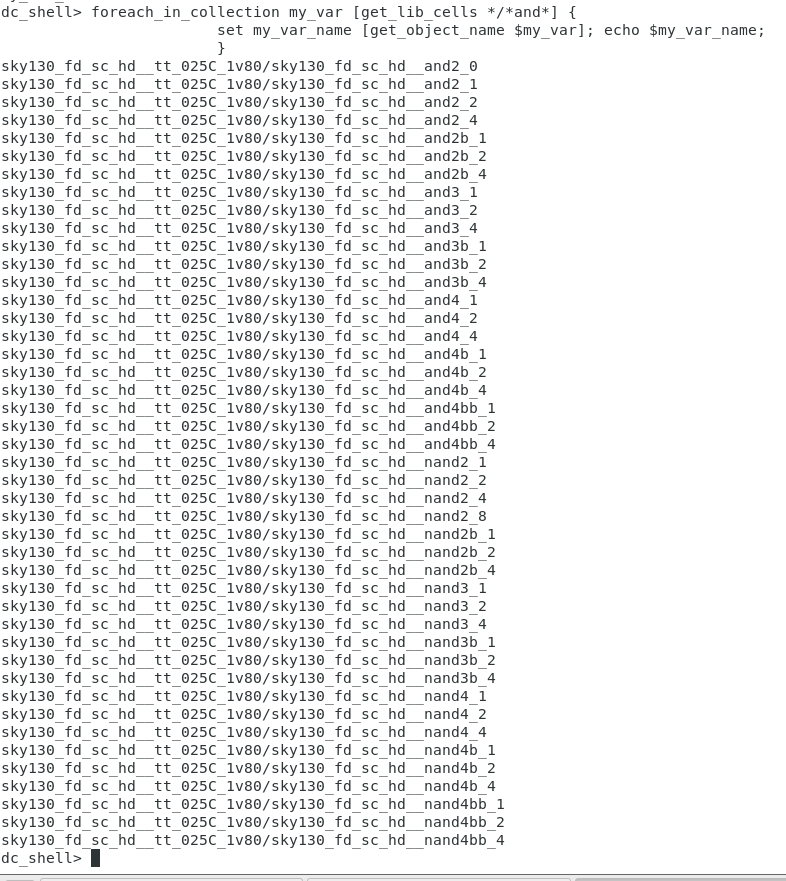 dc_shell> foreach_in_collection my_var [get_lib_cells */*and*] {
set my_var_name [get_object_name $my_var]; echo $my_var_name;
}
sky130_fd_sc_hd__tt_025C_1v80/sky130_fd_sc_hd__and2_0
sky130_fd_sc_hd__tt_025C_1v80/sky130_fd_sc_hd__and2_1
sky130_fd_sc_hd__tt_025C_1v80/sky130_fd_sc_hd__and2_2
sky130_fd_sc_hd__tt_025C_1v80/sky130_fd_sc_hd__and2_4
sky130_fd_sc_hd__tt_025C_1v80/sky130_fd_sc_hd__and2b_1
sky130_fd_sc_hd__tt_025C_1v80/sky130_fd_sc_hd__and2b_2
sky130_fd_sc_hd__tt_025C_1v80/sky130_fd_sc_hd__and2b_4
sky130_fd_sc_hd__tt_025C_1v80/sky130_fd_sc_hd__and3_1
sky130_fd_sc_hd__tt_025C_1v80/sky130_fd_sc_hd__and3_2
sky130_fd_sc_hd__tt_025C_1v80/sky130_fd_sc_hd__and3_4
sky130_fd_sc_hd__tt_025C_1v80/sky130_fd_sc_hd__and3b_1
sky130_fd_sc_hd__tt_025C_1v80/sky130_fd_sc_hd__and3b_2
sky130_fd_sc_hd__tt_025C_1v80/sky130_fd_sc_hd__and3b_4
sky130_fd_sc_hd__tt_025C_1v80/sky130_fd_sc_hd__and4_1
sky130_fd_sc_hd__tt_025C_1v80/sky130_fd_sc_hd__and4_2
sky130_fd_sc_hd__tt_025C_1v80/sky130_fd_sc_hd__and4_4
sky130_fd_sc_hd__tt_025C_1v80/sky130_fd_sc_hd__and4b_1
sky130_fd_sc_hd__tt_025C_1v80/sky130_fd_sc_hd__and4b_2
sky130_fd_sc_hd__tt_025C_1v80/sky130_fd_sc_hd__and4b_4
sky130_fd_sc_hd__tt_025C_1v80/sky130_fd_sc_hd__and4bb_1
sky130_fd_sc_hd__tt_025C_1v80/sky130_fd_sc_hd__and4bb_2
sky130_fd_sc_hd__tt_025C_1v80/sky130_fd_sc_hd__and4bb_4
sky130_fd_sc_hd__tt_025C_1v80/sky130_fd_sc_hd__nand2_1
sky130_fd_sc_hd__tt_025C_1v80/sky130_fd_sc_hd__nand2_2
sky130_fd_sc_hd__tt_025C_1v80/sky130_fd_sc_hd__nand2_4
sky130_fd_sc_hd__tt_025C_1v80/sky130_fd_sc_hd__nand2_8
sky130_fd_sc_hd__tt_025C_1v80/sky130_fd_sc_hd__nand2b_1
sky130_fd_sc_hd__tt_025C_1v80/sky130_fd_sc_hd__nand2b_2
sky130_fd_sc_hd__tt_025C_1v80/sky130_fd_sc_hd__nand2b_4
sky130_fd_sc_hd__tt_025C_1v80/sky130_fd_sc_hd__nand3_1
sky130_fd_sc_hd__tt_025C_1v80/sky130_fd_sc_hd__nand3_2
sky130_fd_sc_hd__tt_025C_1v80/sky130_fd_sc_hd__nand3_4
sky130_fd_sc_hd__tt_025C_1v80/sky130_fd_sc_hd__nand3b_1
sky130_fd_sc_hd__tt_025C_1v80/sky130_fd_sc_hd__nand3b_2
sky130_fd_sc_hd__tt_025C_1v80/sky130_fd_sc_hd__nand3b_4
sky130_fd_sc_hd__tt_025C_1v80/sky130_fd_sc_hd__nand4_1
sky130_fd_sc_hd__tt_025C_1v80/sky130_fd_sc_hd__nand4_2
sky130_fd_sc_hd__tt_025C_1v80/sky130_fd_sc_hd__nand4_4
sky130_fd_sc_hd__tt_025C_1v80/sky130_fd_sc_hd__nand4b_1
sky130_fd_sc_hd__tt_025C_1v80/sky130_fd_sc_hd__nand4b_2
sky130_fd_sc_hd__tt_025C_1v80/sky130_fd_sc_hd__nand4b_4
sky130_fd_sc_hd__tt_025C_1v80/sky130_fd_sc_hd__nand4bb_1
sky130_fd_sc_hd__tt_025C_1v80/sky130_fd_sc_hd__nand4bb_2
sky130_fd_sc_hd__tt_025C_1v80/sky130_fd_sc_hd__nand4bb_4
dc_shell>